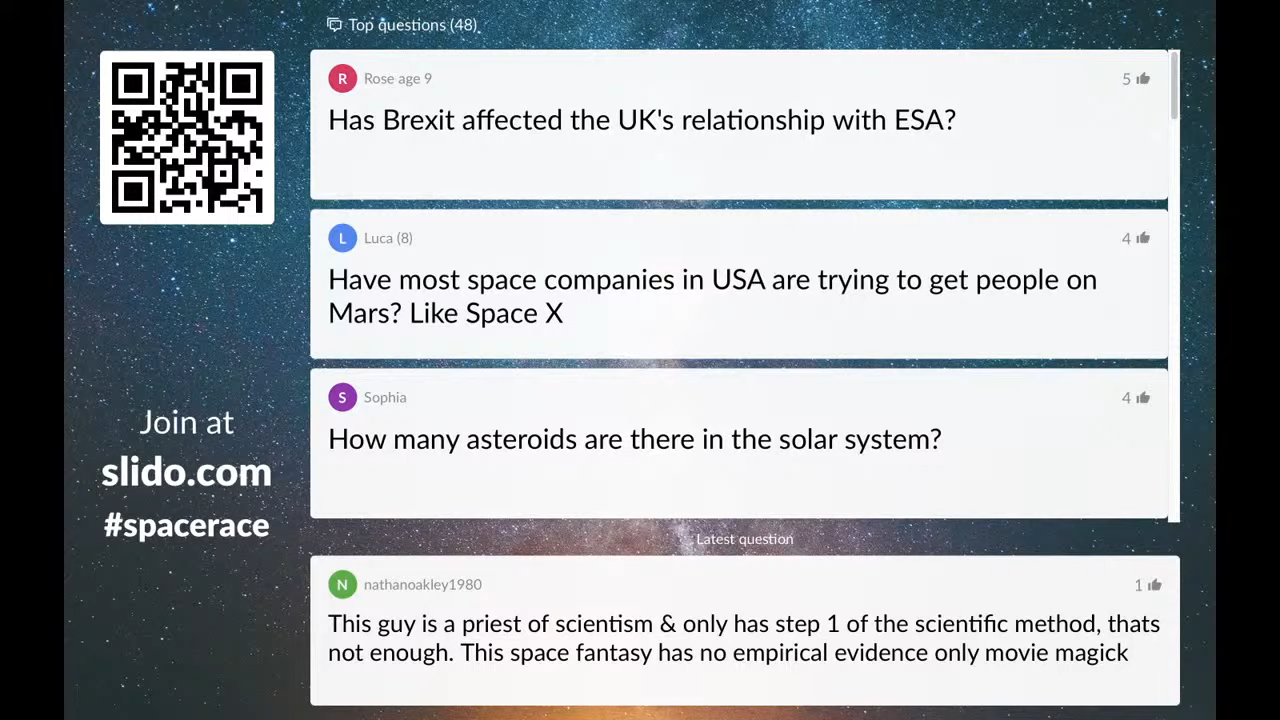 Top questions (48)
R Rose age 9 5
Has Brexit affected the UK's relationship with ESA?
L Luca (8) 4
Have most space companies in USA are trying to get people on
Mars? Like Space X
S Sophia 4
How many asteroids are there in the solar system?
Join at
slido.com
#spacerace
Latest question
N nathanoakley1980 1
This guy is a priest of scientism & only has step 1 of the scientific method, thats
not enough. This space fantasy has no empirical evidence only movie magick